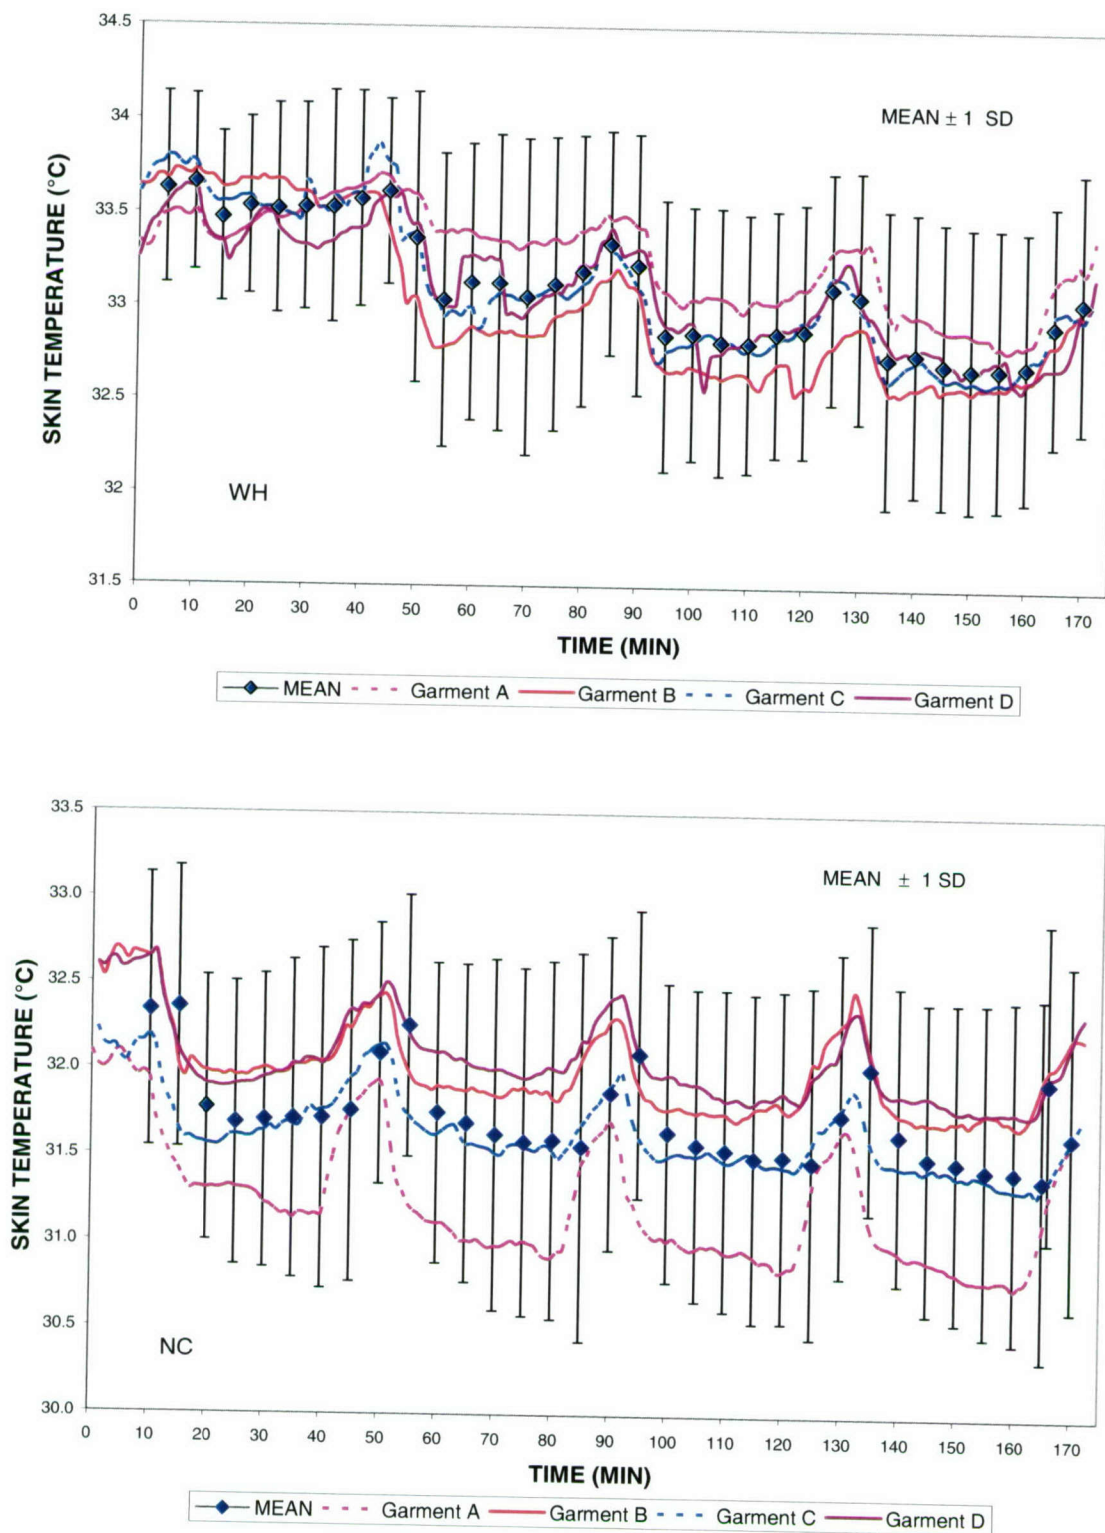 34.5
34
33.5
33
32.5
32
31.5
SKIN TEMPERATURE (°C)
MEAN ± 1 SD
WH
0 10 20 30 40 50 60 70 80 90 100 110 120 130 140 150 160 170
TIME (MIN)
MEAN Garment A Garment B Garment C Garment D
33.5
33.0
32.5
32.0
31.5
31.0
30.5
30.0
SKIN TEMPERATURE (°C)
MEAN ± 1 SD
NC
0 10 20 30 40 50 60 70 80 90 100 110 120 130 140 150 160 170
TIME (MIN)
MEAN Garment A Garment B Garment C Garment D